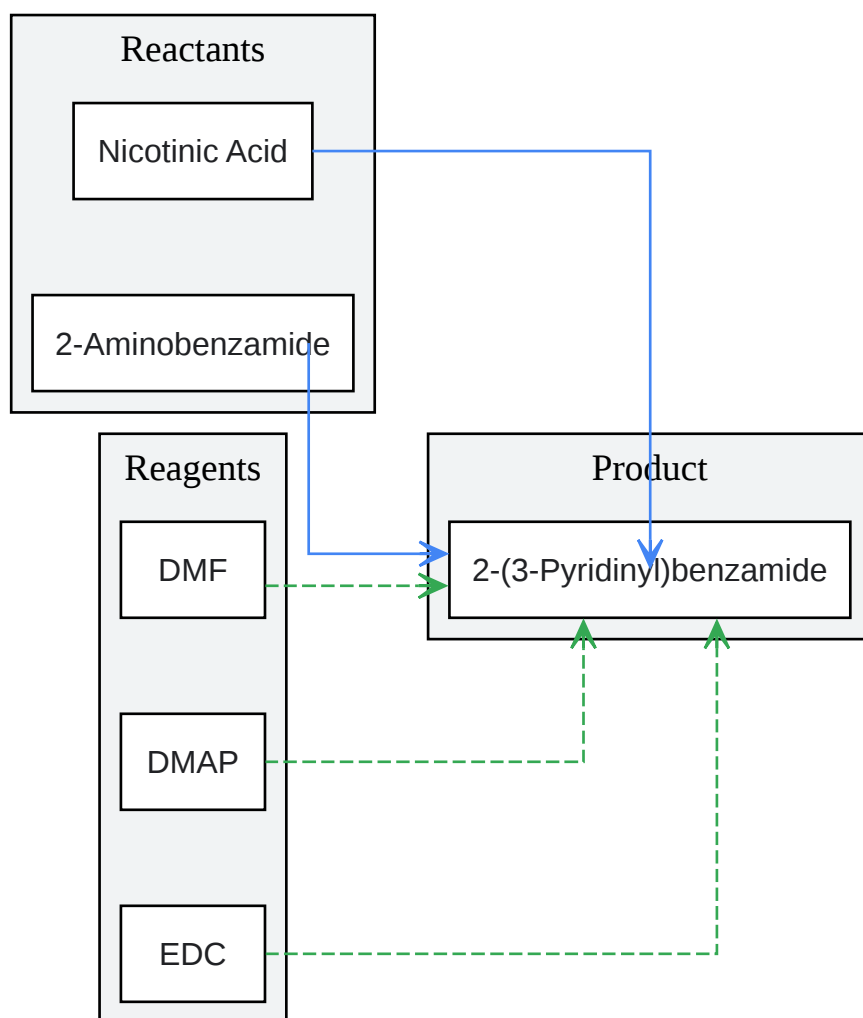 Reactants
Nicotinic Acid
2-Aminobenzamide
Reagents
DMF
DMAP
EDC
Product
2-(3-Pyridinyl)benzamide